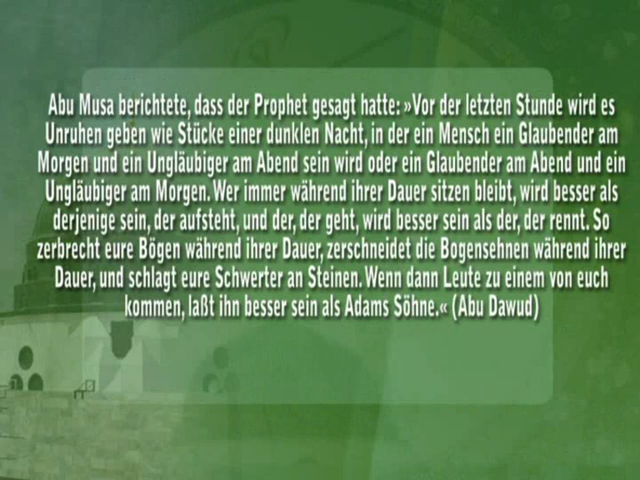 Abu Musa berichtete, dass der Prophet gesagt hatte: »Vor der letzten Stunde wird es
Unruhen geben wie Stücke einer dunklen Nacht, in der ein Mensch ein Glaubender am
Morgen und ein Ungläubiger am Abend sein wird oder ein Glaubender am Abend und ein
Ungläubiger am Morgen. Wer immer während ihrer Dauer sitzen bleibt, wird besser als
derjenige sein, der aufsteht, und der, der geht, wird besser sein als der, der rennt. So
zerbrecht eure Bögen während ihrer Dauer, zerschneidet die Bogensehnen während ihrer
Dauer, und schlagt eure Schwerter an Steinen. Wenn dann Leute zu einem von euch
kommen, laßt ihn besser sein als Adams Söhne.« (Abu Dawud)